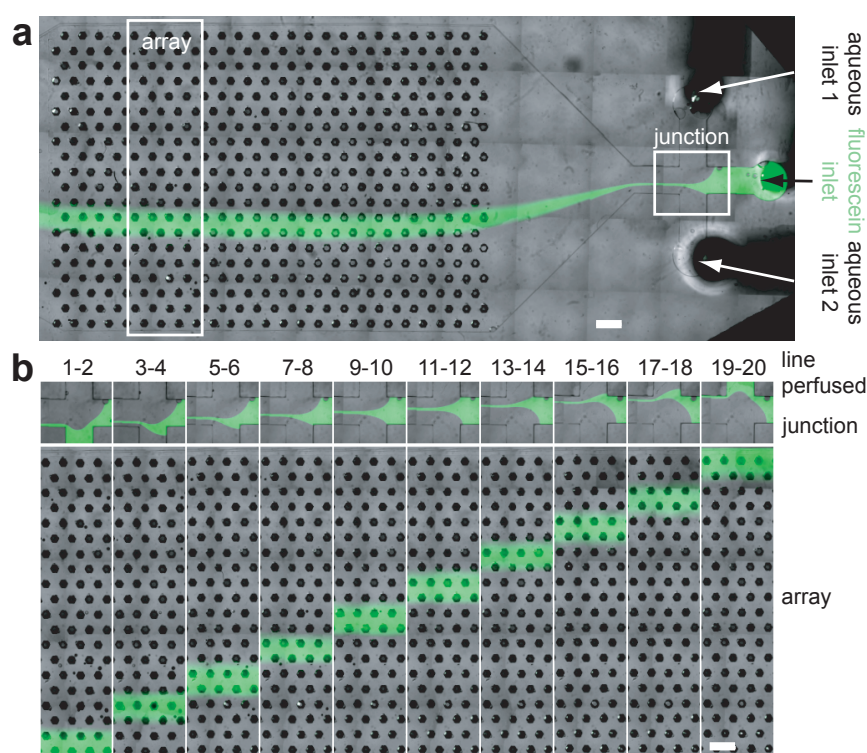 a
array
junction
aqueous
inlet 1
fluorescein
inlet
aqueous
inlet 2
b
1-2 3-4 5-6 7-8 9-10 11-12 13-14 15-16 17-18 19-20 line
perfused
junction
array